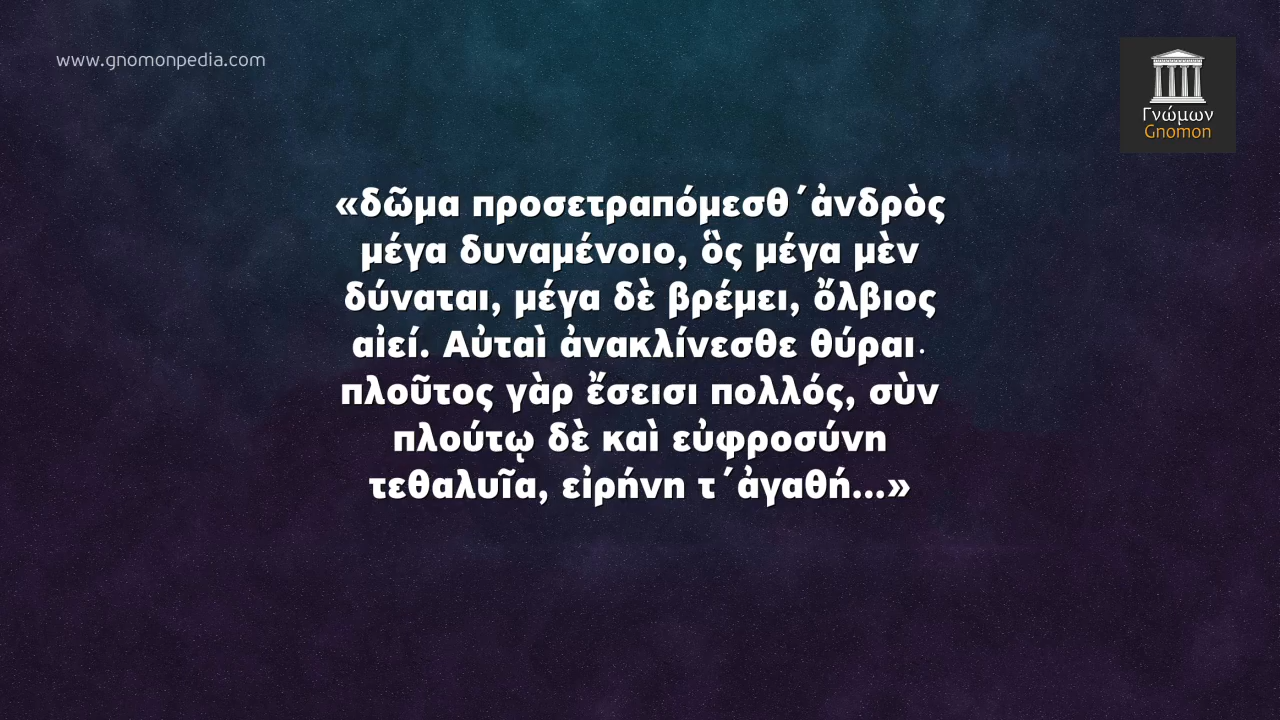 www.gnomonpedia.com
Γνώμων
Gnomon
«δῶμα προσετραπόμεσθ΄ἀνδρὸς
μέγα δυναμένοιο, ὃς μέγα μὲν
δύναται, μέγα δὲ βρέμει, ὄλβιος
αἰεί. Αὐταὶ ἀνακλίνεσθε θύραι·
πλοῦτος γὰρ ἔσεισι πολλός, σὺν
πλούτῳ δὲ καὶ εὐφροσύνη
τεθαλυῖα, εἰρήνη τ΄ἀγαθή...»